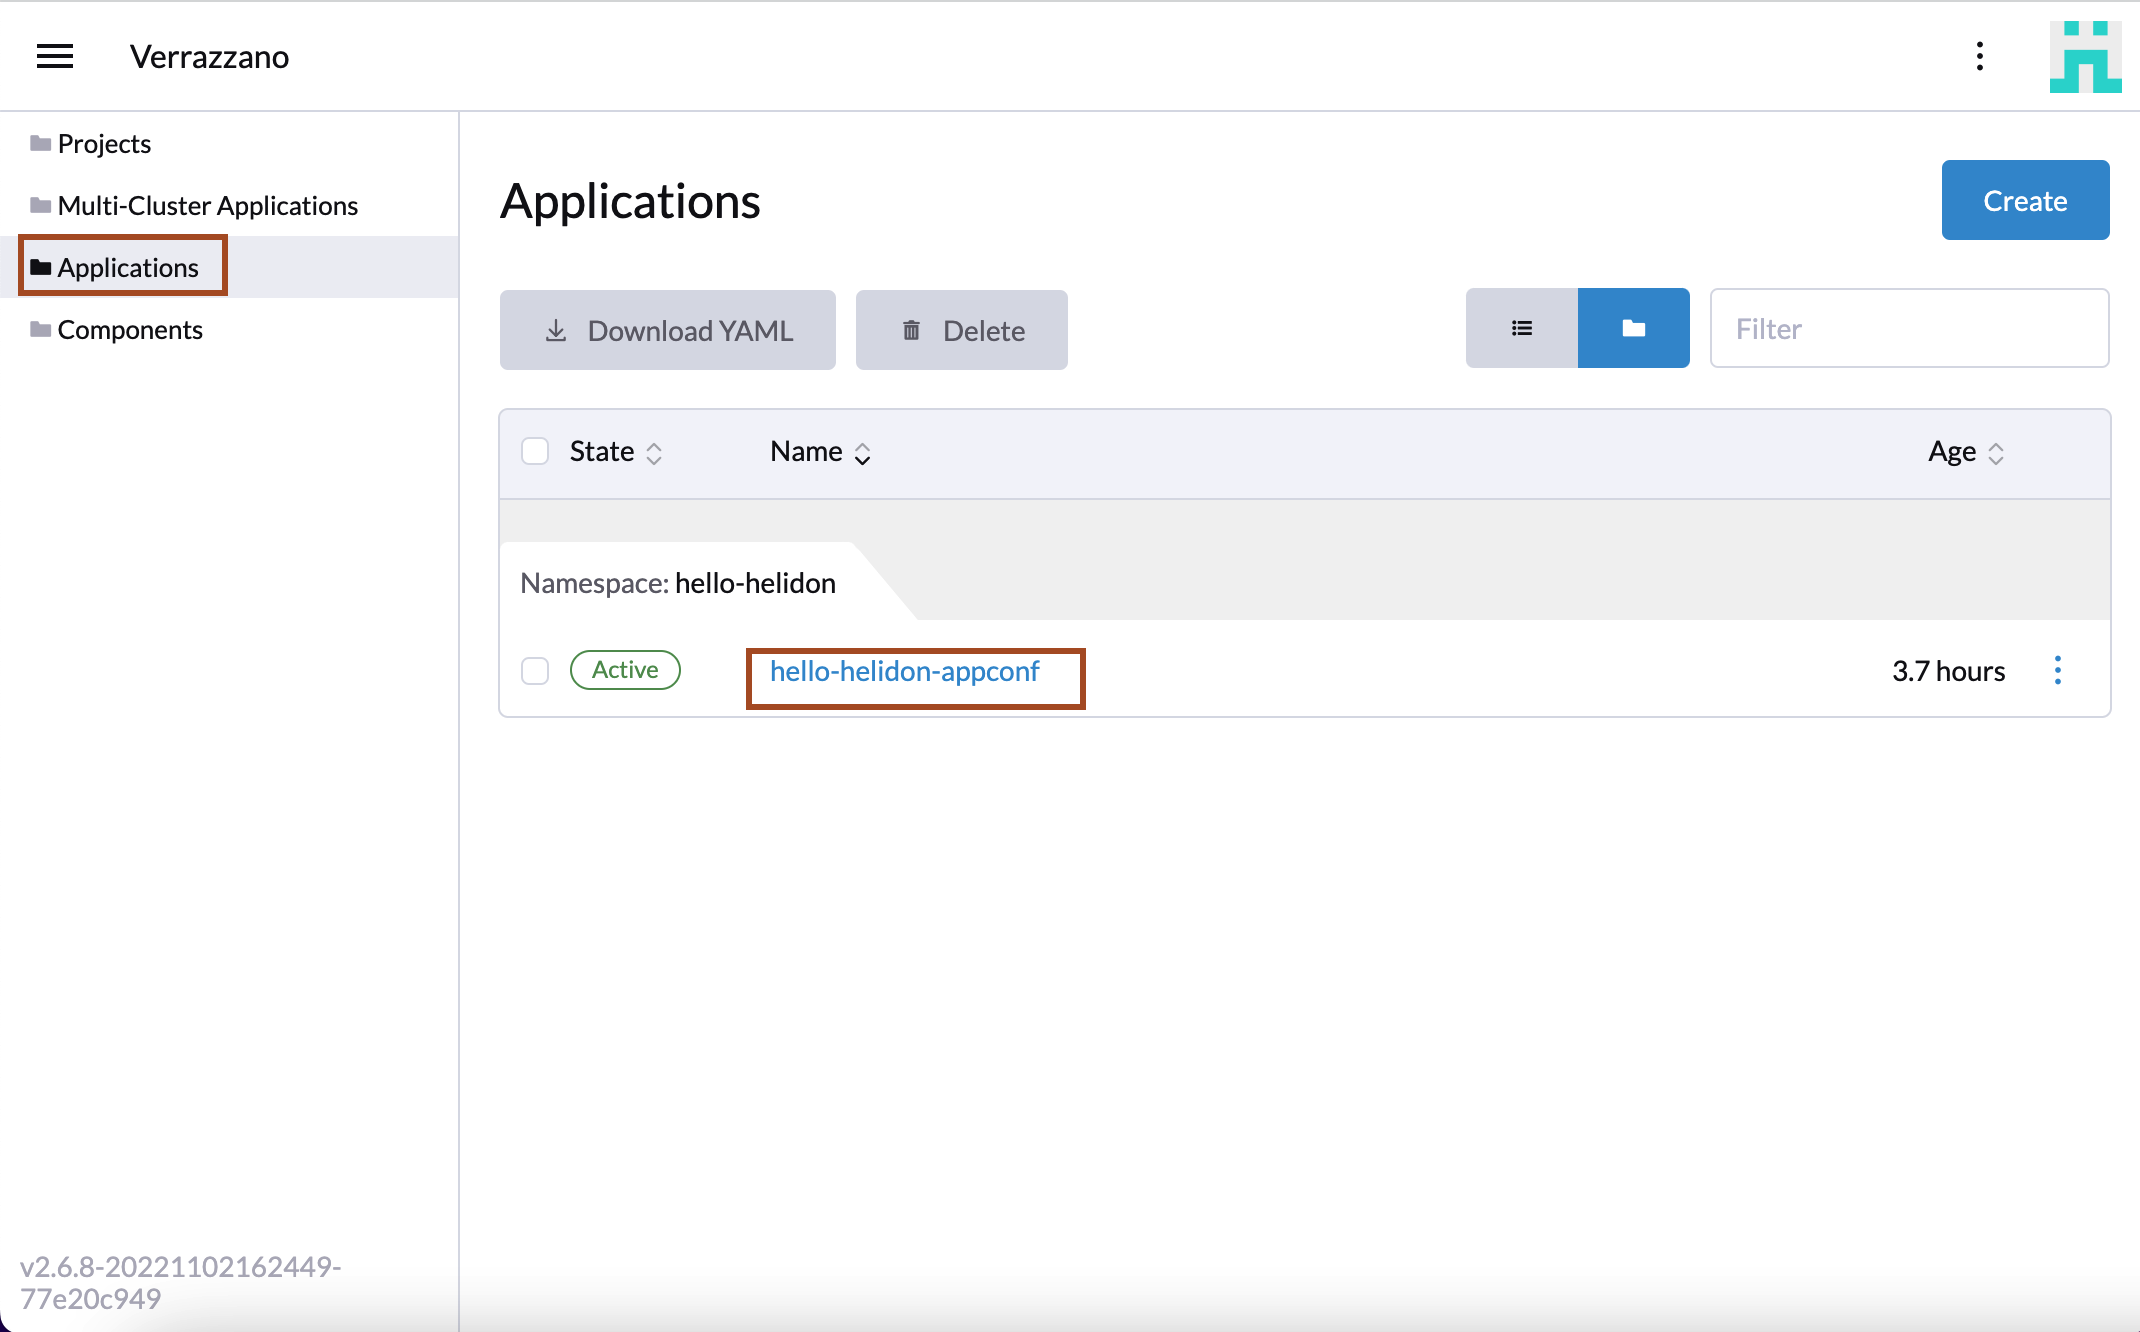 Verrazzano
Projects
Multi-Cluster Applications
Applications
Components
v2.6.8-20221102162449-
77e20c949
Applications
Create
Download YAML
Delete
Filter
State
Name
Age
Namespace: hello-helidon
Active
hello-helidon-appconf
3.7 hours